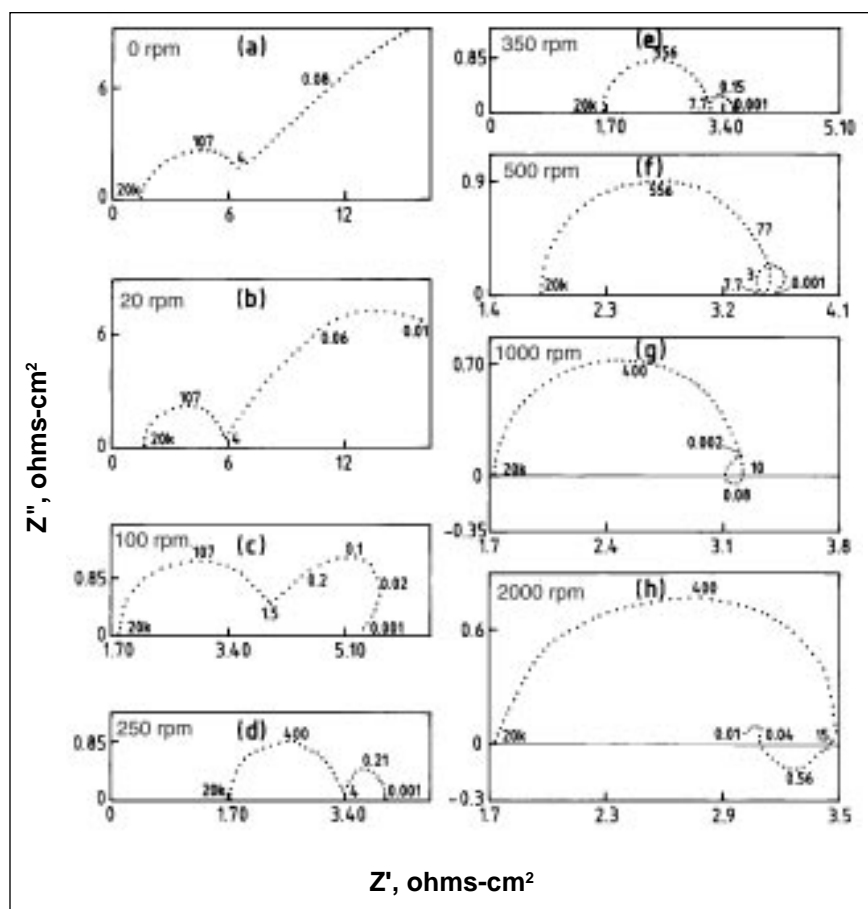 0 rpm (a)
6
0.08
107
4
0
20k
0 6 12
20 rpm (b)
6
0.06
0.01
107
0
20k
4
0 6 12
100 rpm (c)
107
0.1
0.85
0.2
0.02
1.5
0
20k
0.001
1.70 3.40 5.10
250 rpm (d)
0.85
400
0.21
0
20k
4
0.001
0 1.70 3.40
350 rpm (e)
0.85
556
0.15
0
20k
7.7
0.001
0 1.70 3.40 5.10
500 rpm (f)
0.9
556
77
3
0
20k
7.7
0.001
1.4 2.3 3.2 4.1
1000 rpm (g)
0.70
400
0.002
0
20k
10
0.08
-0.35
1.7 2.4 3.1 3.8
2000 rpm (h)
400
0.6
0.01
0.04
15
0
20k
0.56
-0.3
1.7 2.3 2.9 3.5
Z", ohms-cm²
Z', ohms-cm²